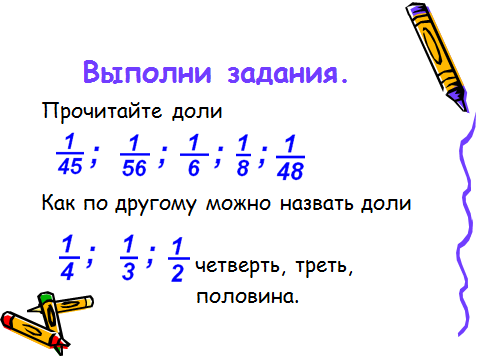 Выполни задания.
Прочитайте доли
1/45 ; 1/56 ; 1/6 ; 1/8 ; 1/48
Как по другому можно назвать доли
1/4 ; 1/3 ; 1/2 четверть, треть,
половина.